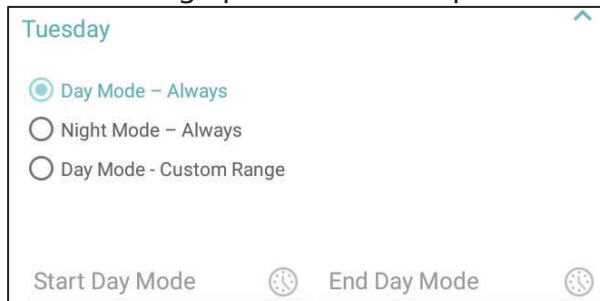 Tuesday
Day Mode – Always
Night Mode – Always
Day Mode - Custom Range
Start Day Mode End Day Mode